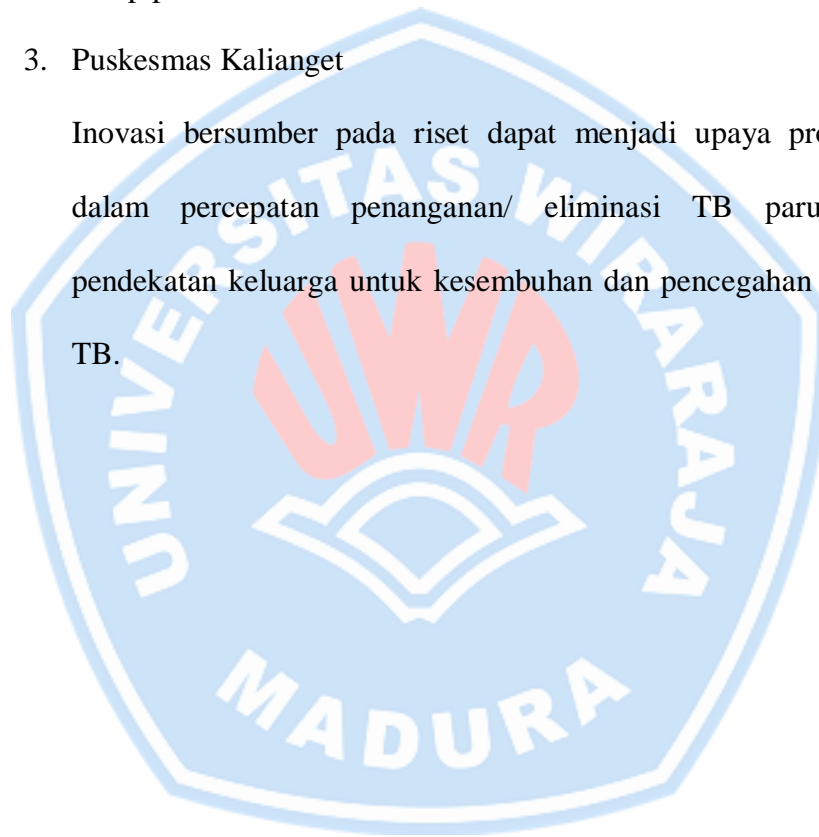 3. Puskesmas Kalianget
Inovasi bersumber pada riset dapat menjadi upaya
dalam percepatan penanganan/ eliminasi TB paru
pendekatan keluarga untuk kesembuhan dan pencegahan
TB.
UNIVERSITAS WIRARAJA
UWR
MADURA